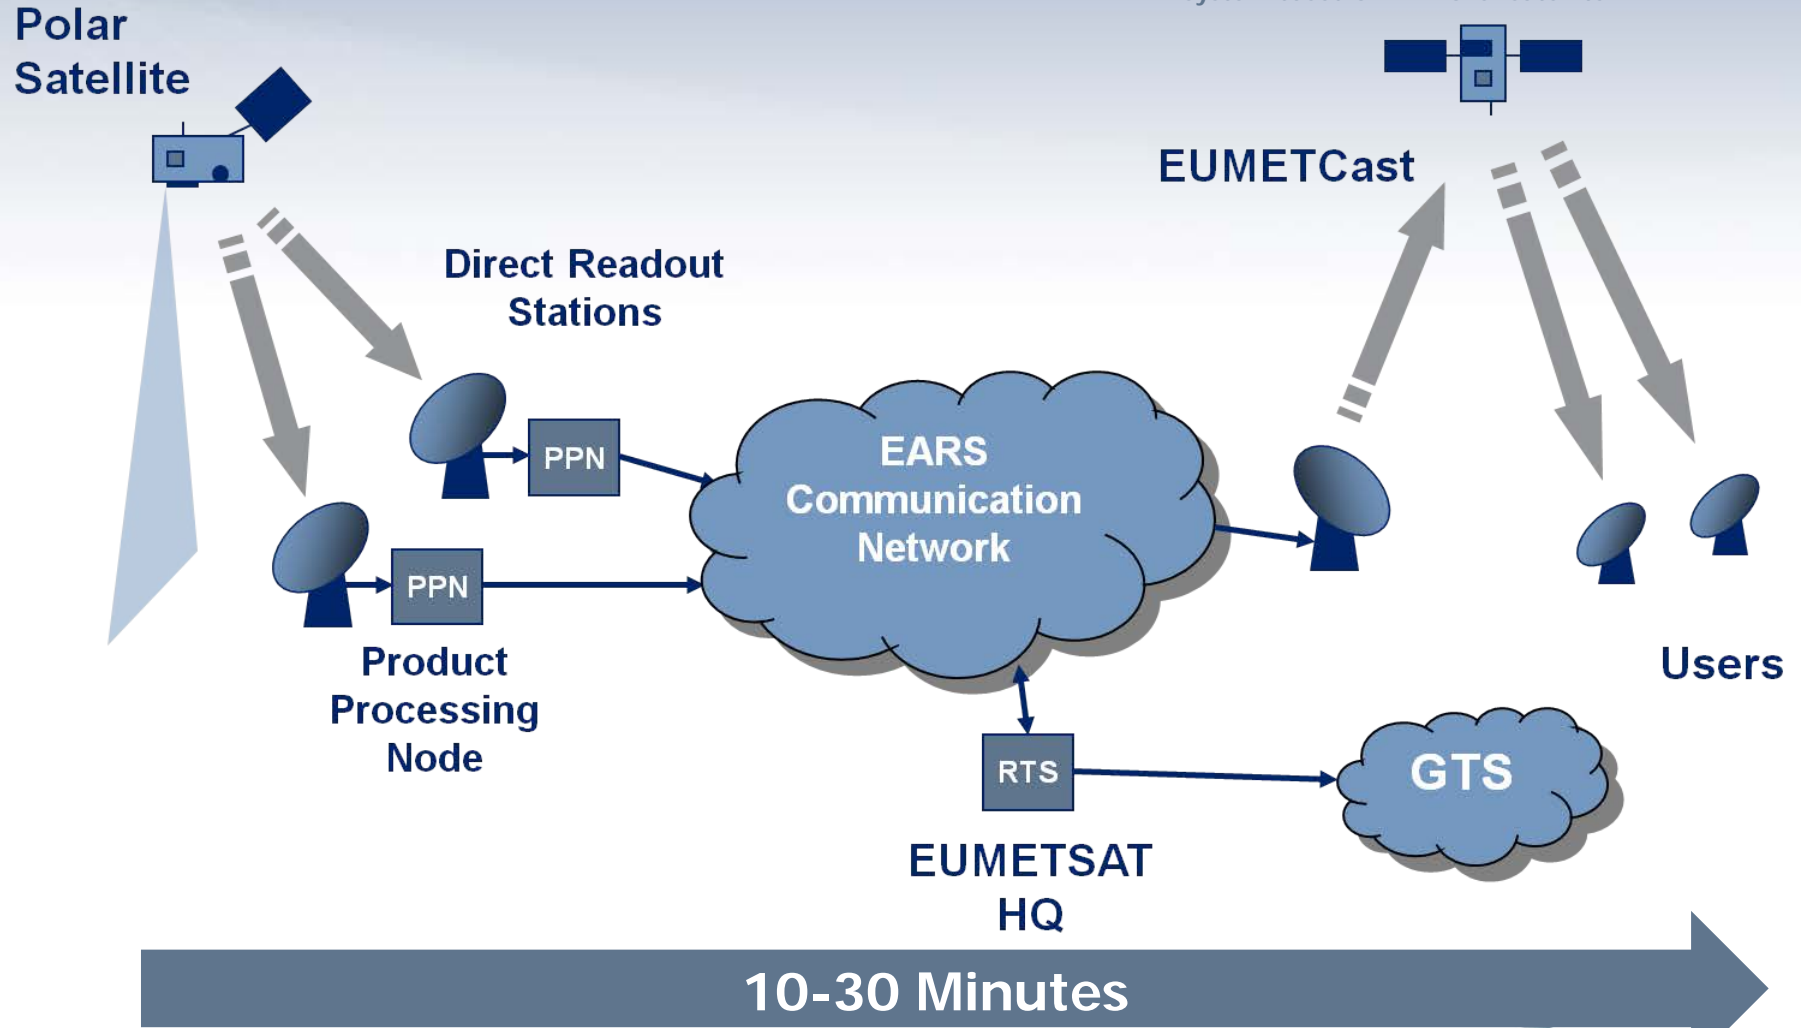 Polar
Satellite
EUMETCast
Direct Readout
Stations
PPN
EARS
Communication
Network
PPN
Product
Processing
Node
Users
RTS
GTS
EUMETSAT
HQ
10-30 Minutes